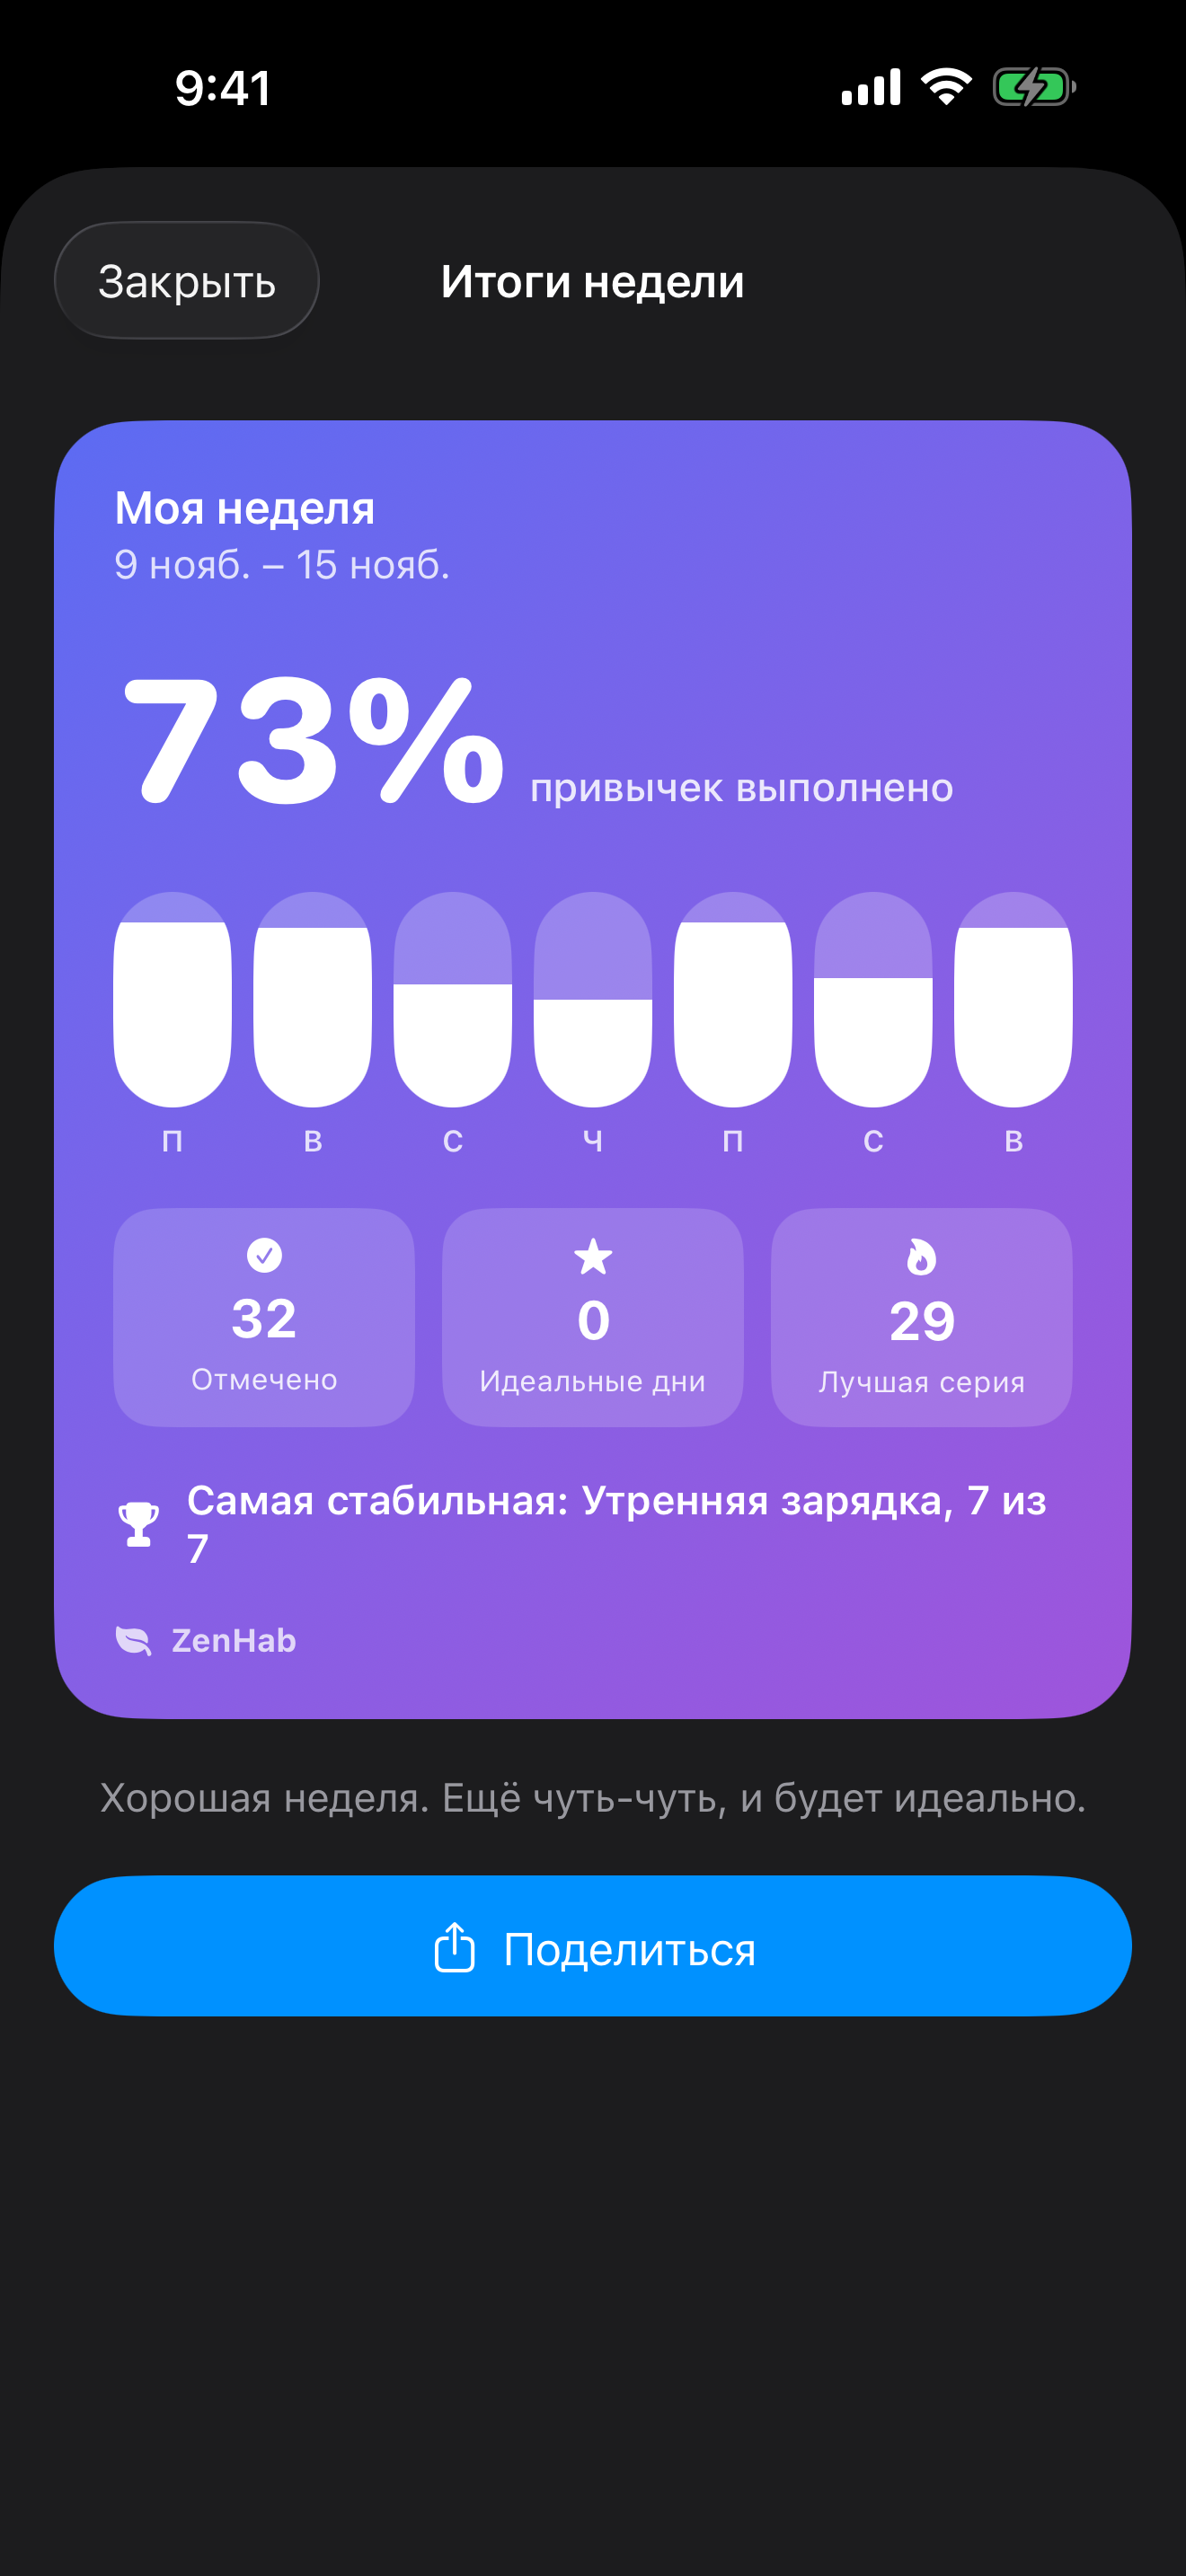 9:41
Закрыть
Итоги недели
Моя неделя
9 нояб. – 15 нояб.
73% привычек выполнено
п в с ч п с в
32 0 29
Отмечено Идеальные дни Лучшая серия
Самая стабильная: Утренняя зарядка, 7 из
7
ZenHab
Хорошая неделя. Ещё чуть-чуть, и будет идеально.
Поделиться